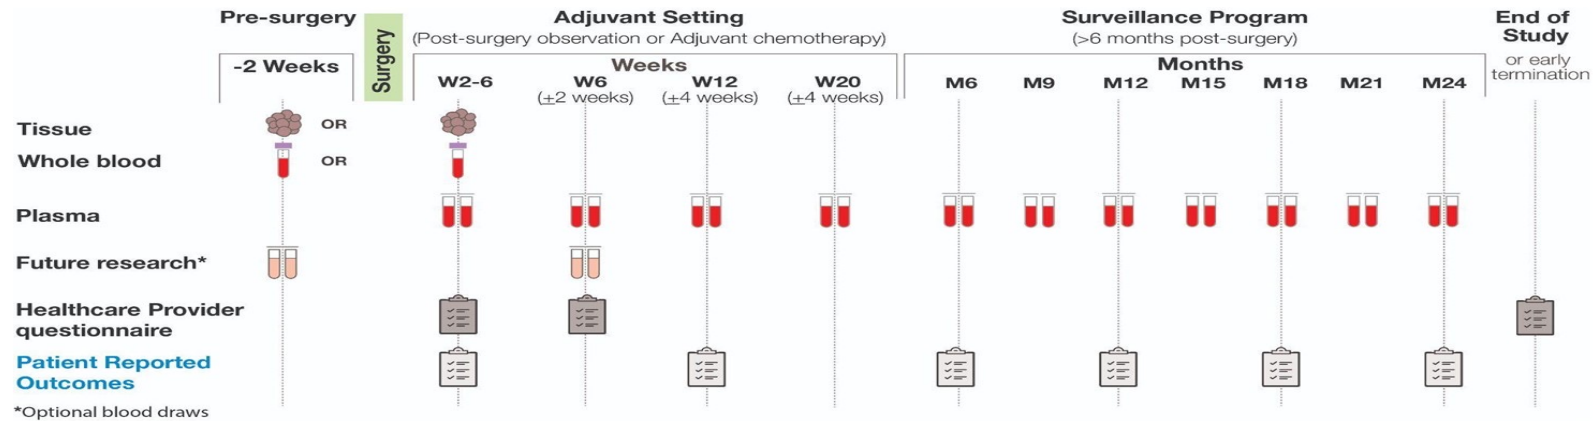 Pre-surgery
Surgery
Adjuvant Setting
(Post-surgery observation or Adjuvant chemotherapy)
Surveillance Program
(>6 months post-surgery)
End of
Study
or early
termination
-2 Weeks
Weeks
Months
W2-6
W6
(±2 weeks)
W12
(±4 weeks)
W20
(±4 weeks)
M6
M9
M12
M15
M18
M21
M24
Tissue
OR
Whole blood
OR
Plasma
Future research*
Healthcare Provider
questionnaire
Patient Reported
Outcomes
*Optional blood draws